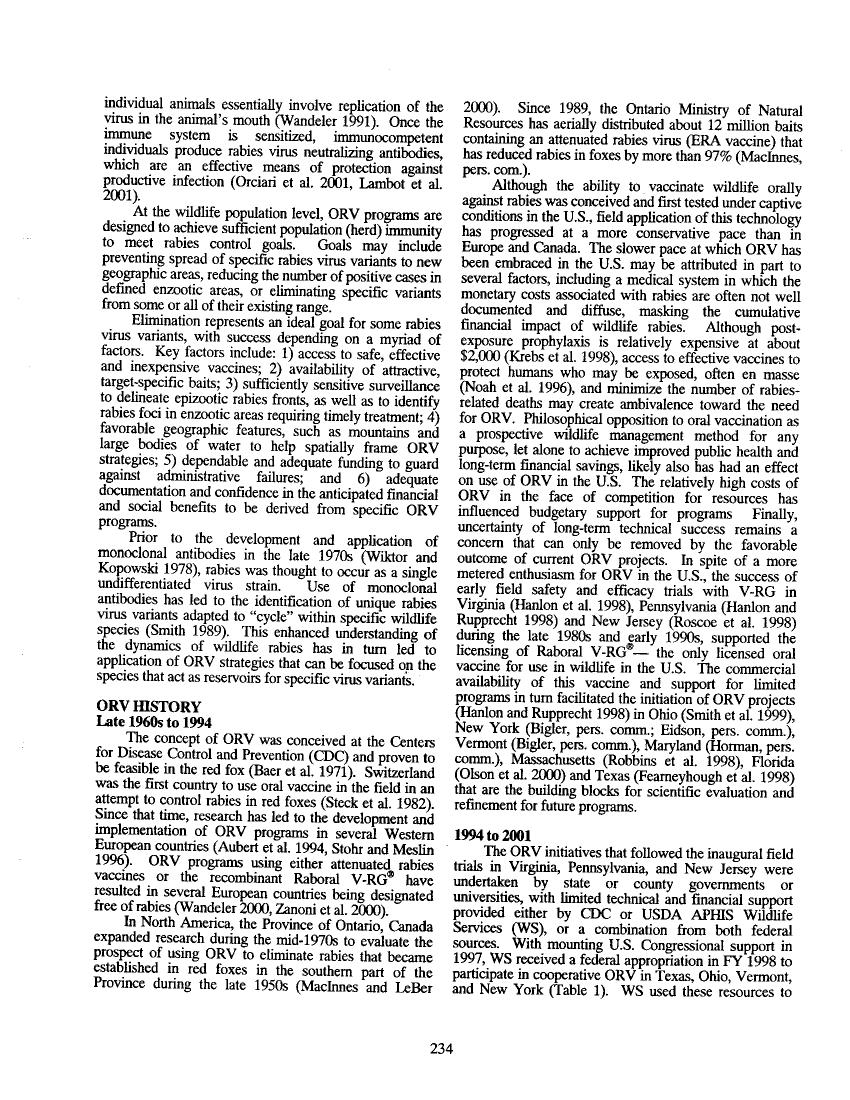 individual animals essentially involve replication of the
virus in the animal's mouth (Wandeler 1991). Once the
immune system is sensitized, immunocompetent
individuals produce rabies virus neutralizing antibodies,
which are an effective means of protection against
productive infection (Orciari et al. 2001, Lambot et al.
2001).
At the wildlife population level, ORV programs are
designed to achieve sufficient population (herd) immunity
to meet rabies control goals. Goals may include
preventing spread of specific rabies virus variants to new
geographic areas, reducing the number of positive cases in
defined enzootic areas, or eliminating specific variants
from some or all of their existing range.
Elimination represents an ideal goal for some rabies
virus variants, with success depending on a myriad of
factors. Key factors include: 1) access to safe, effective
and inexpensive vaccines; 2) availability of attractive,
target-specific baits; 3) sufficiently sensitive surveillance
to delineate epizootic rabies fronts, as well as to identify
rabies foci in enzootic areas requiring timely treatment; 4)
favorable geographic features, such as mountains and
large bodies of water to help spatially frame ORV
strategies; 5) dependable and adequate funding to guard
against administrative failures; and 6) adequate
documentation and confidence in the anticipated financial
and social benefits to be derived from specific ORV
programs.
Prior to the development and application of
monoclonal antibodies in the late 1970s (Wiktor and
Kopowski 1978), rabies was thought to occur as a single
undifferentiated virus strain. Use of monoclonal
antibodies has led to the identification of unique rabies
virus variants adapted to “cycle” within specific wildlife
species (Smith 1989). This enhanced understanding of
the dynamics of wildlife rabies has in turn led to
application of ORV strategies that can be focused on the
species that act as reservoirs for specific virus variants.
ORV HISTORY
Late 1960s to 1994
The concept of ORV was conceived at the Centers
for Disease Control and Prevention (CDC) and proven to
be feasible in the red fox (Baer et al. 1971). Switzerland
was the first country to use oral vaccine in the field in an
attempt to control rabies in red foxes (Steck et al. 1982).
Since that time, research has led to the development and
implementation of ORV programs in several Western
European countries (Aubert et al. 1994, Stohr and Meslin
1996). ORV programs using either attenuated rabies
vaccines or the recombinant Raboral V-RG® have
resulted in several European countries being designated
free of rabies (Wandeler 2000, Zanoni et al. 2000).
In North America, the Province of Ontario, Canada
expanded research during the mid-1970s to evaluate the
prospect of using ORV to eliminate rabies that became
established in red foxes in the southern part of the
Province during the late 1950s (MacInnes and LeBer
2000). Since 1989, the Ontario Ministry of Natural
Resources has aerially distributed about 12 million baits
containing an attenuated rabies virus (ERA vaccine) that
has reduced rabies in foxes by more than 97% (MacInnes,
pers. com.).
Although the ability to vaccinate wildlife orally
against rabies was conceived and first tested under captive
conditions in the U.S., field application of this technology
has progressed at a more conservative pace than in
Europe and Canada. The slower pace at which ORV has
been embraced in the U.S. may be attributed in part to
several factors, including a medical system in which the
monetary costs associated with rabies are often not well
documented and diffuse, masking the cumulative
financial impact of wildlife rabies. Although post-
exposure prophylaxis is relatively expensive at about
$2,000 (Krebs et al. 1998), access to effective vaccines to
protect humans who may be exposed, often en masse
(Noah et al. 1996), and minimize the number of rabies-
related deaths may create ambivalence toward the need
for ORV. Philosophical opposition to oral vaccination as
a prospective wildlife management method for any
purpose, let alone to achieve improved public health and
long-term financial savings, likely also has had an effect
on use of ORV in the U.S. The relatively high costs of
ORV in the face of competition for resources has
influenced budgetary support for programs Finally,
uncertainty of long-term technical success remains a
concern that can only be removed by the favorable
outcome of current ORV projects. In spite of a more
metered enthusiasm for ORV in the U.S., the success of
early field safety and efficacy trials with V-RG in
Virginia (Hanlon et al. 1998), Pennsylvania (Hanlon and
Rupprecht 1998) and New Jersey (Roscoe et al. 1998)
during the late 1980s and early 1990s, supported the
licensing of Raboral V-RG®— the only licensed oral
vaccine for use in wildlife in the U.S. The commercial
availability of this vaccine and support for limited
programs in turn facilitated the initiation of ORV projects
(Hanlon and Rupprecht 1998) in Ohio (Smith et al. 1999),
New York (Bigler, pers. comm.; Eidson, pers. comm.),
Vermont (Bigler, pers. comm.), Maryland (Horman, pers.
comm.), Massachusetts (Robbins et al. 1998), Florida
(Olson et al. 2000) and Texas (Fearneyhough et al. 1998)
that are the building blocks for scientific evaluation and
refinement for future programs.
1994 to 2001
The ORV initiatives that followed the inaugural field
trials in Virginia, Pennsylvania, and New Jersey were
undertaken by state or county governments or
universities, with limited technical and financial support
provided either by CDC or USDA APHIS Wildlife
Services (WS), or a combination from both federal
sources. With mounting U.S. Congressional support in
1997, WS received a federal appropriation in FY 1998 to
participate in cooperative ORV in Texas, Ohio, Vermont,
and New York (Table 1). WS used these resources to
234